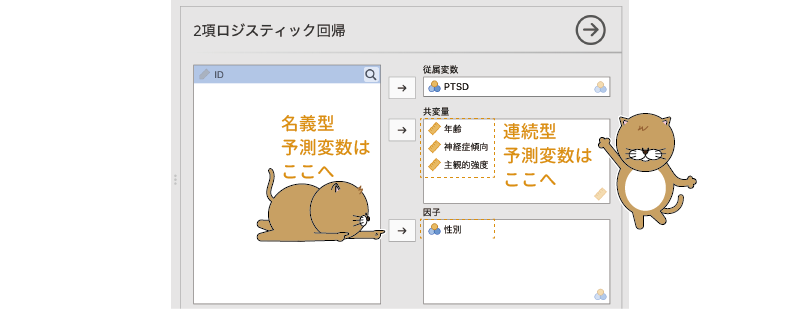 2項ロジスティック回帰
ID
従属変数
PTSD
共変量
年齢
神経症傾向
主観的強度
因子
性別
名義型
予測変数は
ここへ
連続型
予測変数は
ここへ